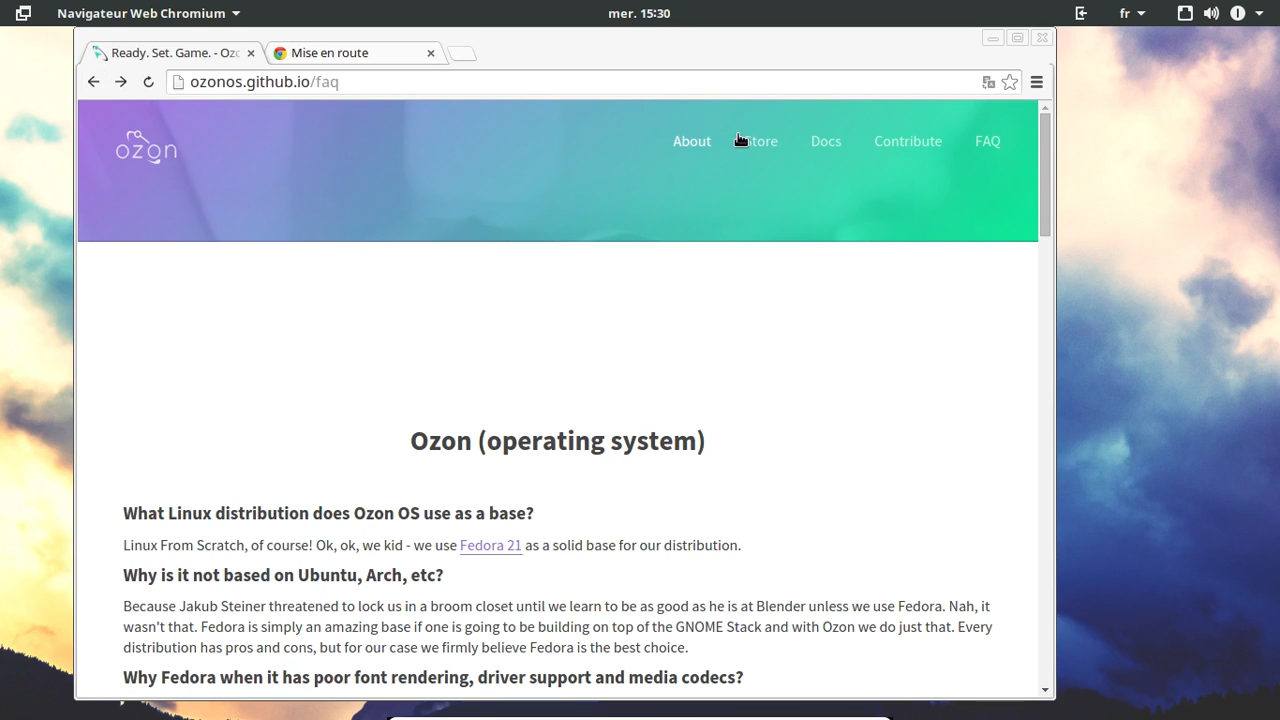 Navigateur Web Chromium
mer. 15:30
fr
Ready. Set. Game. - Ozo
Mise en route
ozonos.github.io/faq
ozon
About Store Docs Contribute FAQ
Ozon (operating system)
What Linux distribution does Ozon OS use as a base?
Linux From Scratch, of course! Ok, ok, we kid - we use Fedora 21 as a solid base for our distribution.
Why is it not based on Ubuntu, Arch, etc?
Because Jakub Steiner threatened to lock us in a broom closet until we learn to be as good as he is at Blender unless we use Fedora. Nah, it
wasn't that. Fedora is simply an amazing base if one is going to be building on top of the GNOME Stack and with Ozon we do just that. Every
distribution has pros and cons, but for our case we firmly believe Fedora is the best choice.
Why Fedora when it has poor font rendering, driver support and media codecs?